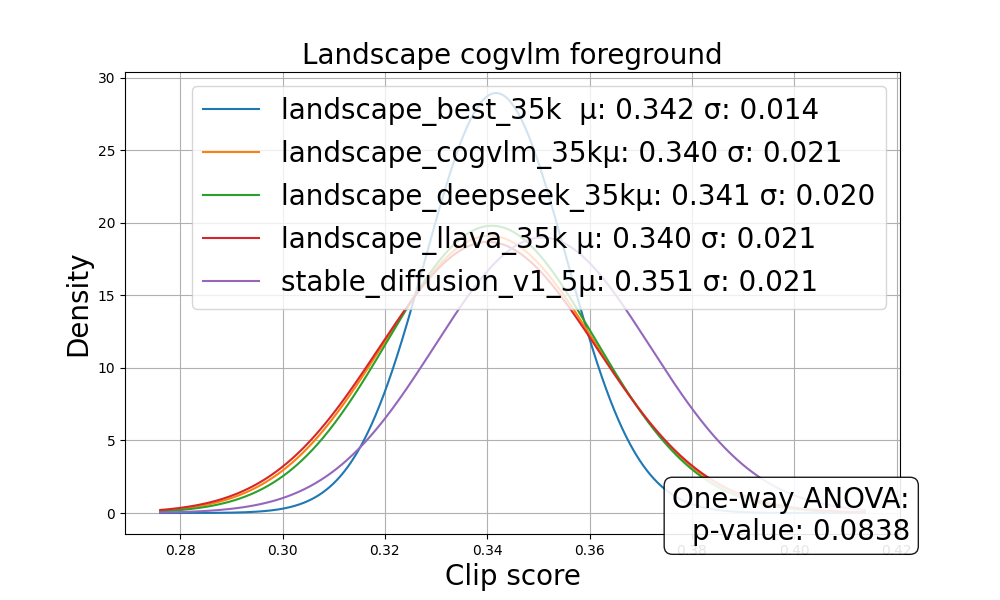 Landscape cogvlm foreground
30
25
20
15
10
5
0
Density
landscape_best_35k  μ: 0.342 σ: 0.014
landscape_cogvlm_35kμ: 0.340 σ: 0.021
landscape_deepseek_35kμ: 0.341 σ: 0.020
landscape_llava_35k μ: 0.340 σ: 0.021
stable_diffusion_v1_5μ: 0.351 σ: 0.021
One-way ANOVA:
p-value: 0.0838
0.28 0.30 0.32 0.34 0.36 0.38 0.40 0.42
Clip score